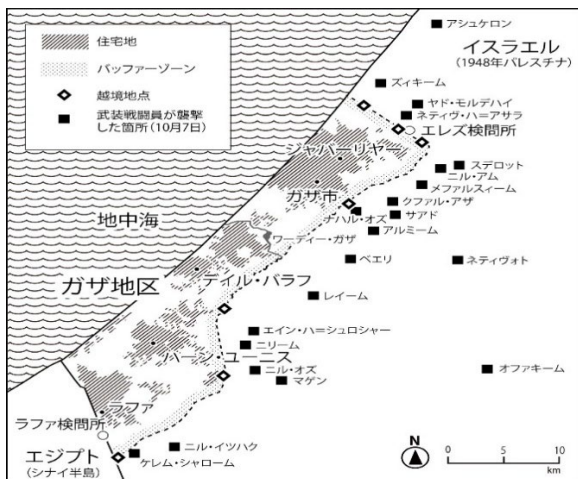 住宅地
バッファーゾーン
越境地点
武装戦闘員が襲撃
した箇所(10月7日)
アシュケロン
イスラエル
(1948年パレスチナ)
ズィキーム
ヤド・モルデハイ
ネティヴ・ハ=アサラ
エレズ検問所
ジャバーリヤー
スデロット
ニル・アム
メファルスィーム
ガザ市
クファル・アザ
サアド
ナハル・オズ
アルミーム
地中海
ワーディー・ガザ
ベエリ
ネティヴォト
ガザ地区
デイル・バラフ
レイーム
エイン・ハ=シュロシャー
ニリーム
ハーン・ユーニス
ニル・オズ
マゲン
オファキーム
ラファ
ラファ検問所
エジプト
(シナイ半島)
ニル・イツハク
ケレム・シャローム
N
0 5 10
km